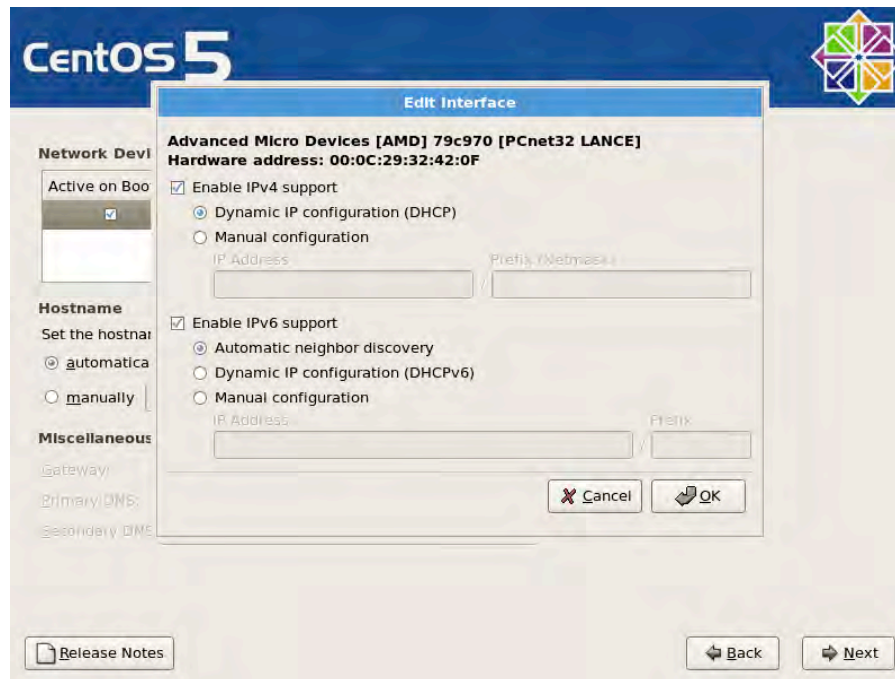 CentOS 5
Edit Interface
Advanced Micro Devices [AMD] 79c970 [PCnet32 LANCE]
Hardware address: 00:0C:29:32:42:0F
Network Devi
Active on Boo
Enable IPv4 support
Dynamic IP configuration (DHCP)
Manual configuration
IP Address
Prefix (Netmask)
/
Hostname
Set the hostnar
automatica
manually
Enable IPv6 support
Automatic neighbor discovery
Dynamic IP configuration (DHCPv6)
Manual configuration
IP Address
Prefix
/
Miscellaneous
Gateway:
Primary DNS:
Secondary DNS
Cancel
OK
Release Notes
Back
Next